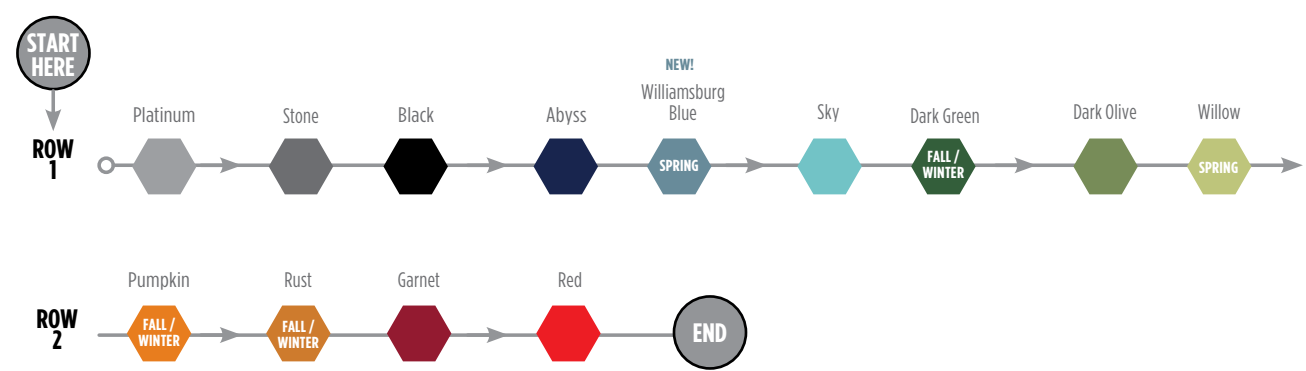 START
HERE
ROW
1
Platinum
Stone
Black
Abyss
NEW!
Williamsburg
Blue
SPRING
Sky
Dark Green
FALL /
WINTER
Dark Olive
Willow
SPRING
ROW
2
Pumpkin
FALL /
WINTER
Rust
FALL /
WINTER
Garnet
Red
END